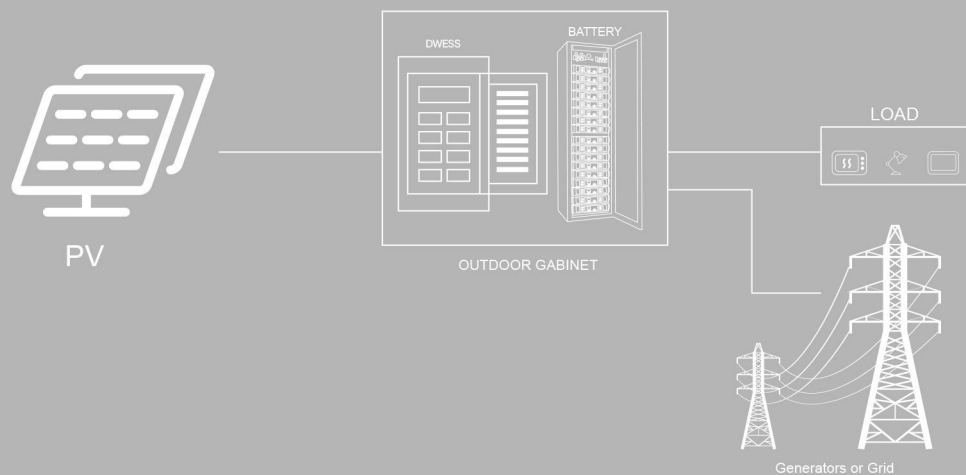 DWESS
BATTERY
LOAD
PV
OUTDOOR GABINET
Generators or Grid